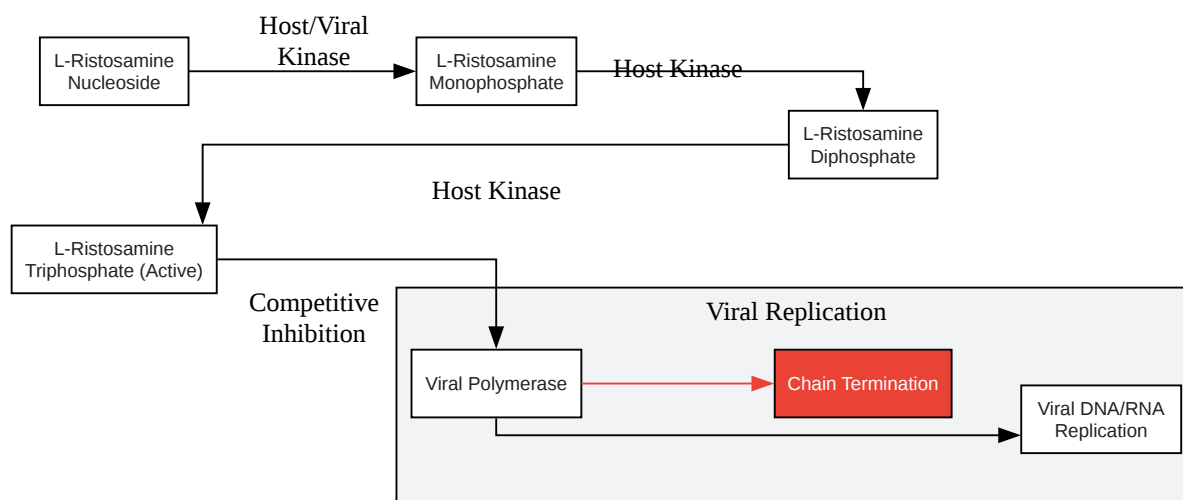 Host/Viral
Kinase
L-Ristosamine
Nucleoside
L-Ristosamine
Monophosphate
Host Kinase
L-Ristosamine
Diphosphate
Host Kinase
L-Ristosamine
Triphosphate (Active)
Competitive
Inhibition
Viral Replication
Viral Polymerase
Chain Termination
Viral DNA/RNA
Replication